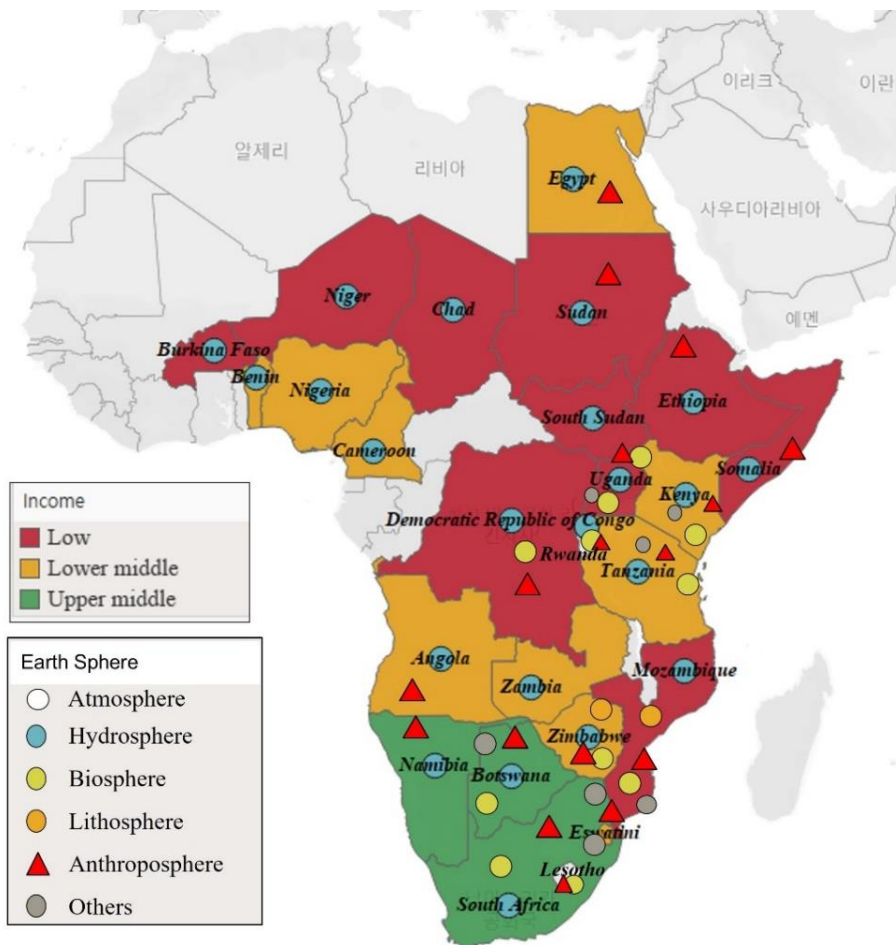 이라크
이란
알제리
리비아
Egypt
사우디아라비아
Niger
Chad
Sudan
예멘
Burkina Faso
Benin
Nigeria
Ethiopia
South Sudan
Cameroon
Somalia
Uganda
Kenya
Democratic Republic of Congo
Rwanda
Tanzania
Angola
Mozambique
Zambia
Zimbabwe
Namibia
Botswana
Eswatini
Lesotho
South Africa
Income
Low
Lower middle
Upper middle
Earth Sphere
Atmosphere
Hydrosphere
Biosphere
Lithosphere
Anthroposphere
Others